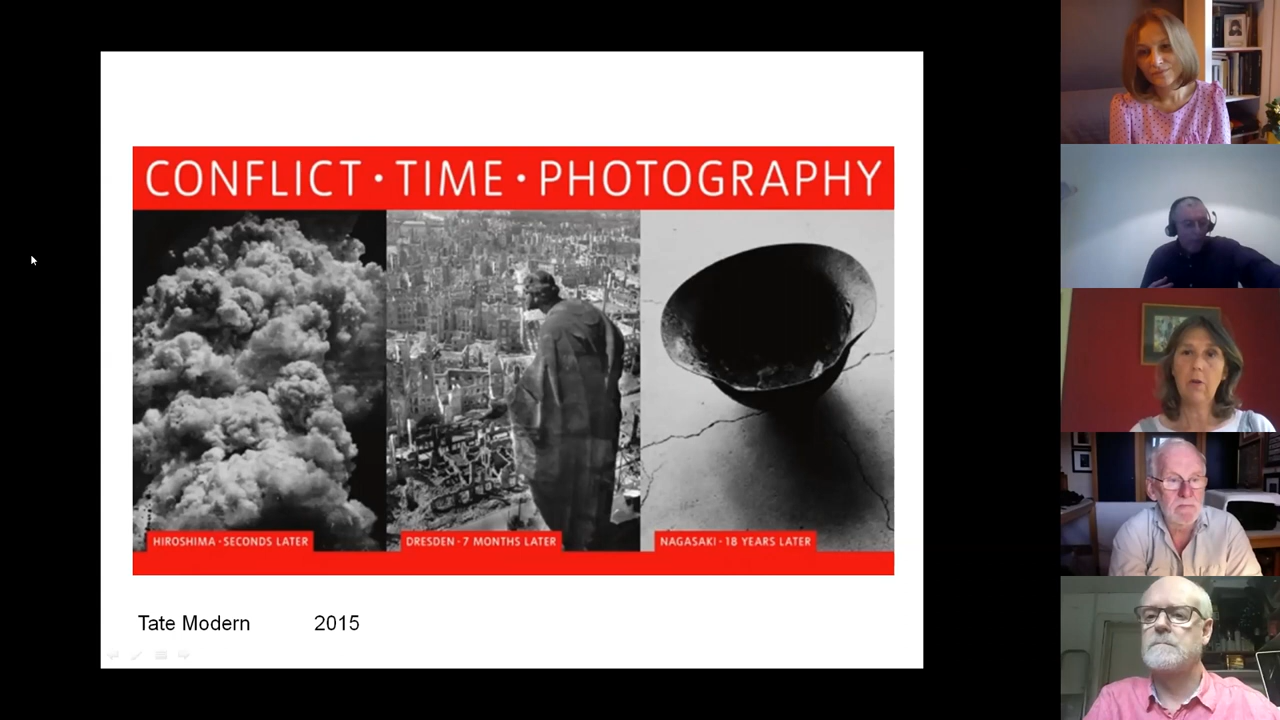 CONFLICT · TIME · PHOTOGRAPHY
HIROSHIMA · SECONDS LATER
DRESDEN · 7 MONTHS LATER
NAGASAKI · 18 YEARS LATER
Tate Modern 2015